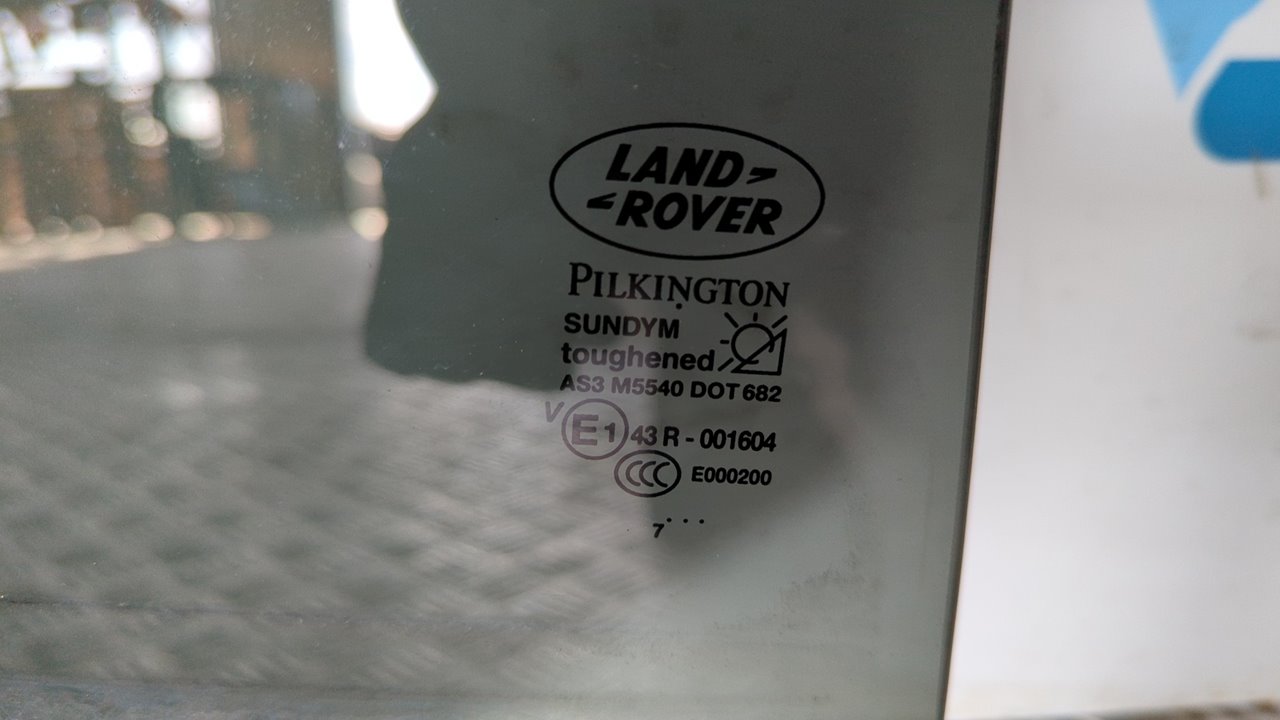 LAND
ROVER
PILKINGTON
SUNDYM
toughened
AS3 M5540 DOT 682
V
E1 43 R - 001604
CCC E000200
7 . . .